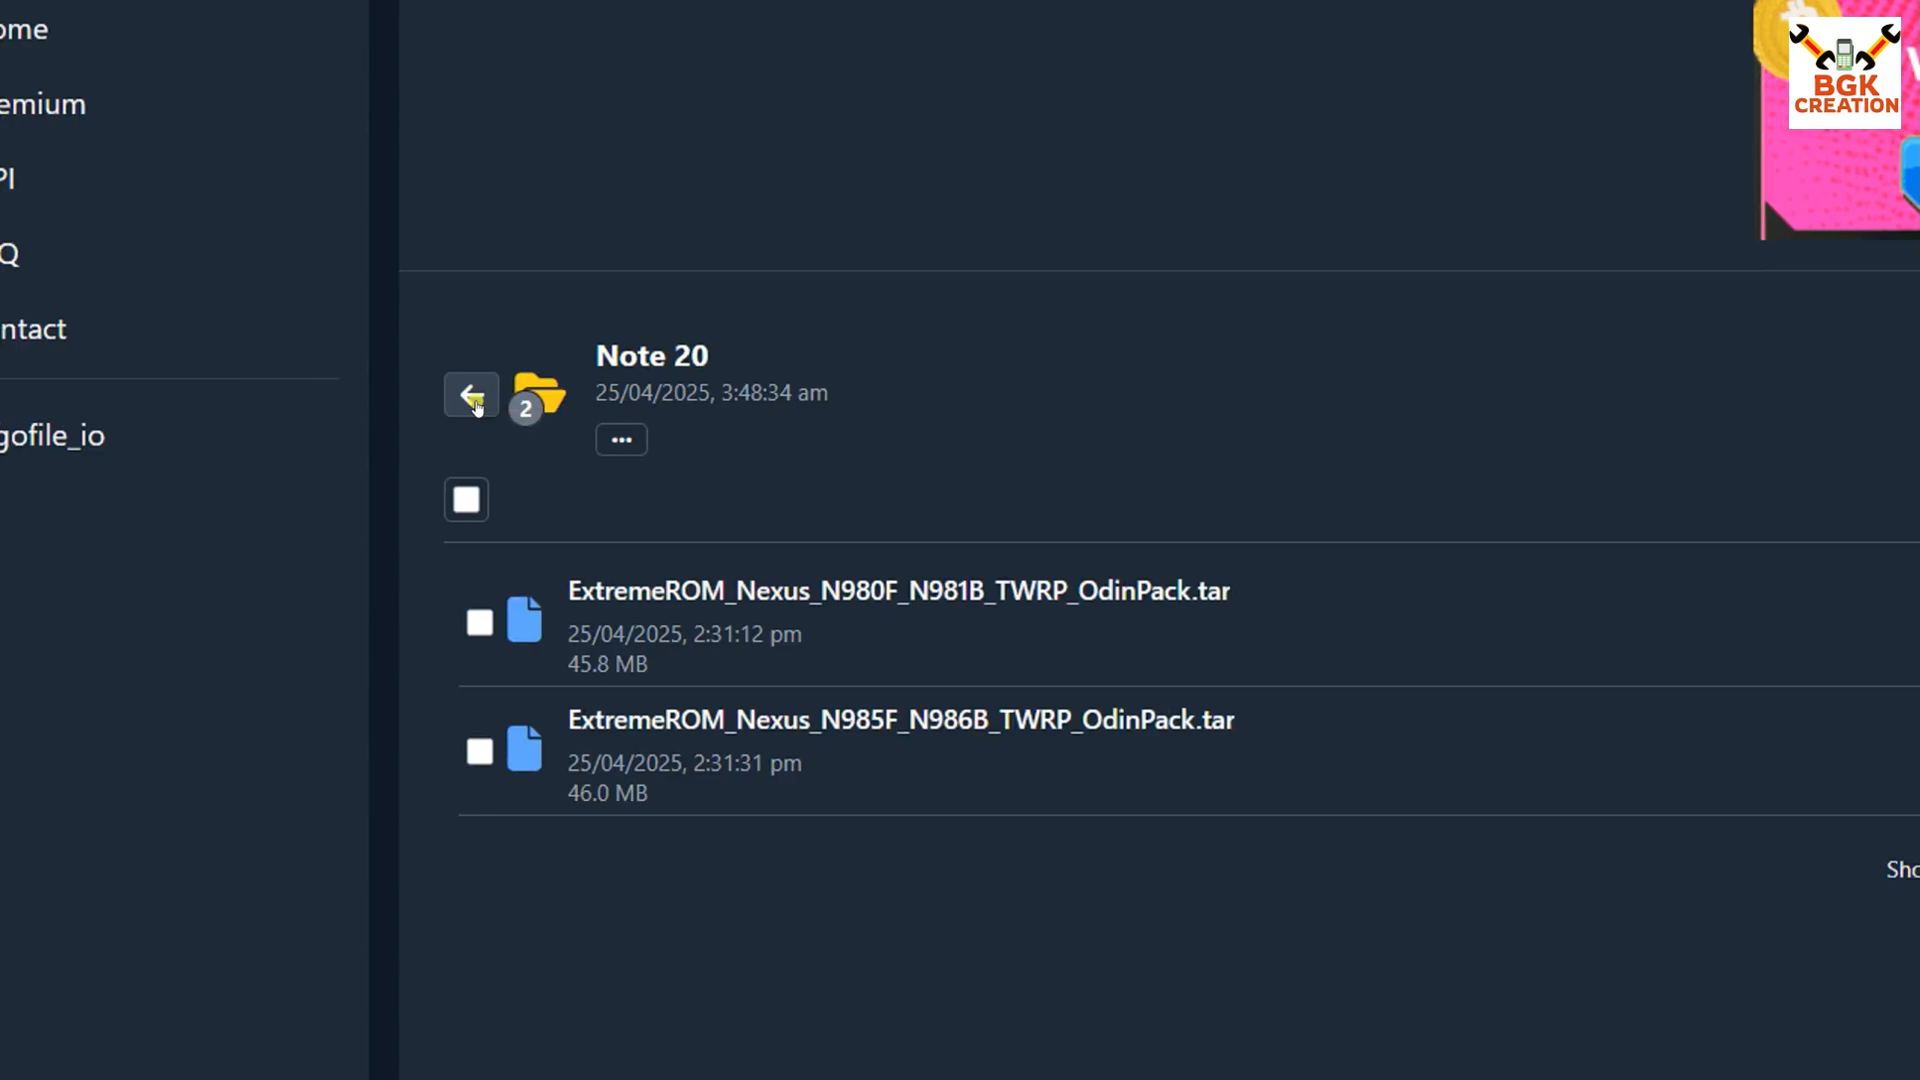 ome
emium
PI
Q
ntact
gofile_io
BGK
CREATION
Note 20
25/04/2025, 3:48:34 am
2
ExtremeROM_Nexus_N980F_N981B_TWRP_OdinPack.tar
25/04/2025, 2:31:12 pm
45.8 MB
ExtremeROM_Nexus_N985F_N986B_TWRP_OdinPack.tar
25/04/2025, 2:31:31 pm
46.0 MB
Sho